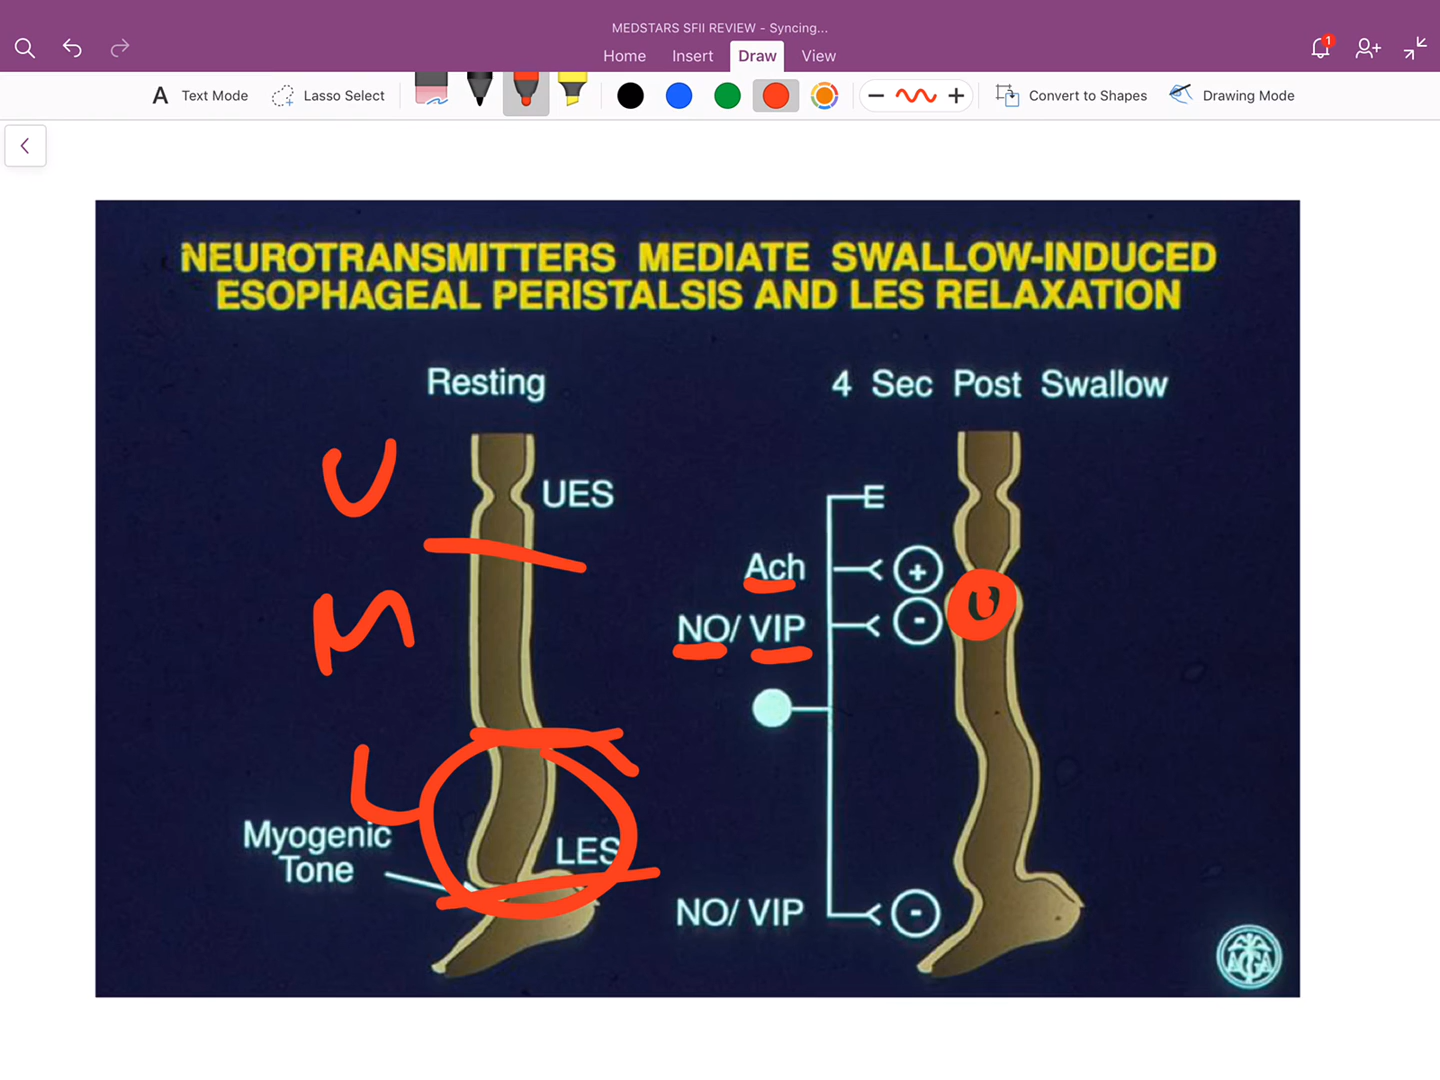 MEDSTARS SFII REVIEW - Syncing...
Home Insert Draw View
1
A Text Mode Lasso Select Convert to Shapes Drawing Mode
NEUROTRANSMITTERS MEDIATE SWALLOW-INDUCED
ESOPHAGEAL PERISTALSIS AND LES RELAXATION
Resting
4 Sec Post Swallow
U
UES
M
L
Myogenic
Tone
LES
E
Ach
+
NO/ VIP
-
NO/ VIP
-
AGA